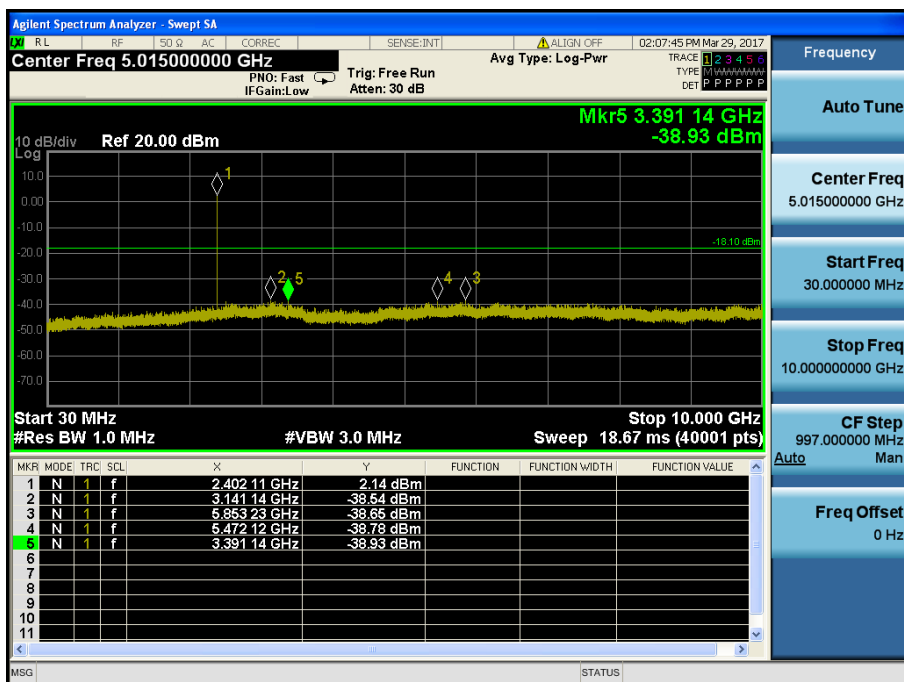 Agilent Spectrum Analyzer - Swept SA
LXI RL RF 50 Ω AC CORREC SENSE:INT ALIGN OFF 02:07:45 PM Mar 29, 2017
Center Freq 5.015000000 GHz
PNO: Fast
IFGain:Low
Trig: Free Run
Atten: 30 dB
Avg Type: Log-Pwr
TRACE 1 2 3 4 5 6
TYPE M
DET P P P P P P
Mkr5 3.391 14 GHz
-38.93 dBm
10 dB/div Ref 20.00 dBm
Log
10.0
0.00
-10.0
-20.0
-30.0
-40.0
-50.0
-60.0
-70.0
1
2
5
4
3
-18.10 dBm
Start 30 MHz Stop 10.000 GHz
#Res BW 1.0 MHz #VBW 3.0 MHz Sweep 18.67 ms (40001 pts)
MKR MODE TRC SCL X Y FUNCTION FUNCTION WIDTH FUNCTION VALUE
1 N 1 f 2.402 11 GHz 2.14 dBm
2 N 1 f 3.141 14 GHz -38.54 dBm
3 N 1 f 5.853 23 GHz -38.65 dBm
4 N 1 f 5.472 12 GHz -38.78 dBm
5 N 1 f 3.391 14 GHz -38.93 dBm
6
7
8
9
10
11
MSG STATUS
Frequency
Auto Tune
Center Freq
5.015000000 GHz
Start Freq
30.000000 MHz
Stop Freq
10.000000000 GHz
CF Step
997.000000 MHz
Auto Man
Freq Offset
0 Hz